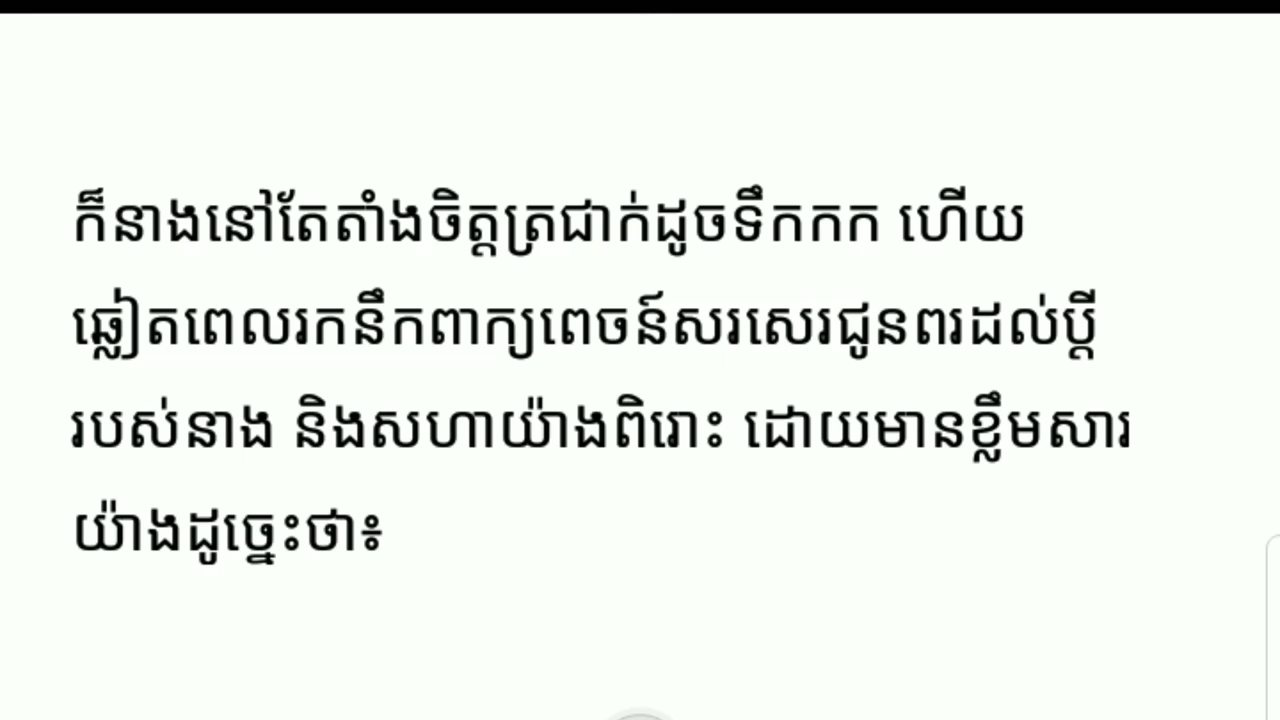 ក៏នាងនៅតែតាំងចិត្តត្រជាក់ដូចទឹកកក ហើយ
ឆ្លៀតពេលរកនឹកពាក្យពេចន៍សរសេរជូនពរដល់ប្តី
របស់នាង និងសហាយ៉ាងពិរោះ ដោយមានខ្លឹមសារ
យ៉ាងដូច្នេះថា៖